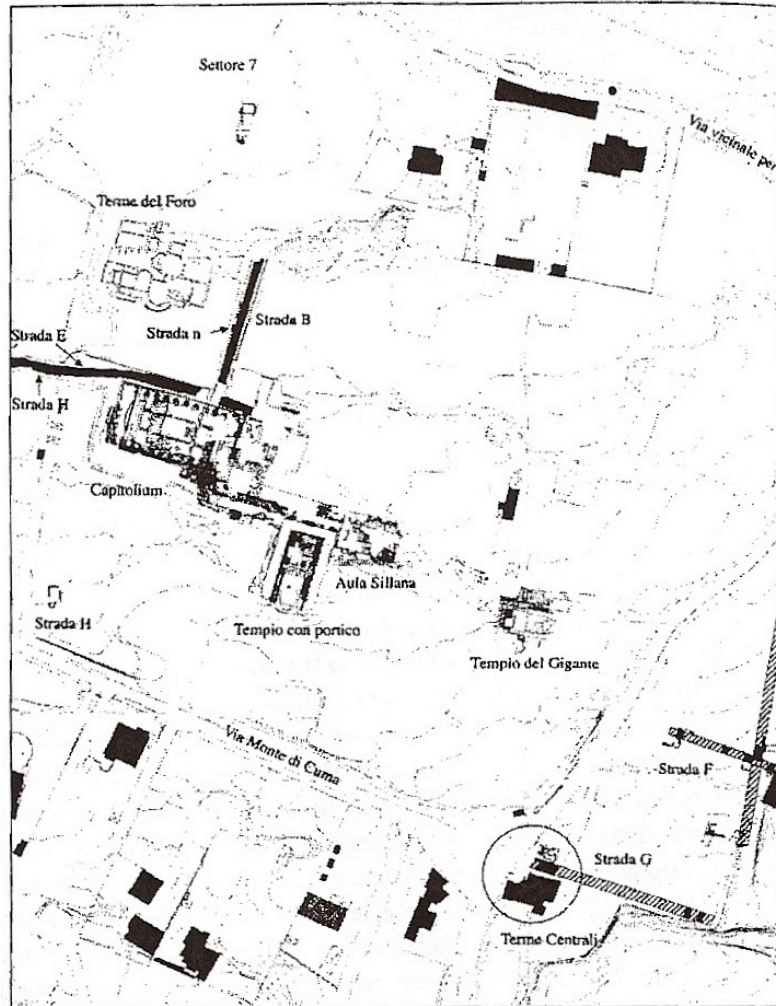 Settore 7
Via vicinale per
Terme del Foro
Strada n
Strada B
Strada E
Strada H
Capitolium
Aula Sillana
Strada H
Tempio con portico
Tempio del Gigante
Via Monte di Cuma
Strada F
Strada G
Terme Centrali